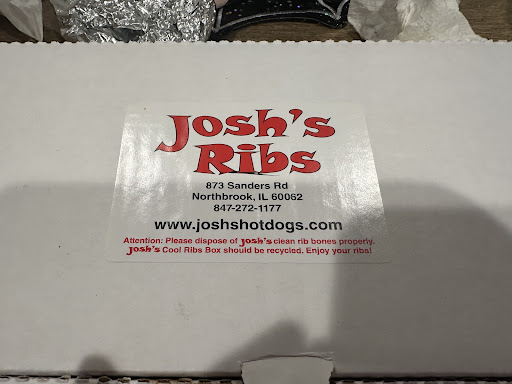 Josh's
Ribs
873 Sanders Rd
Northbrook, IL 60062
847-272-1177
www.joshshotdogs.com
Attention: Please dispose of Josh's clean rib bones properly.
Josh's Cool Ribs Box should be recycled. Enjoy your ribs!